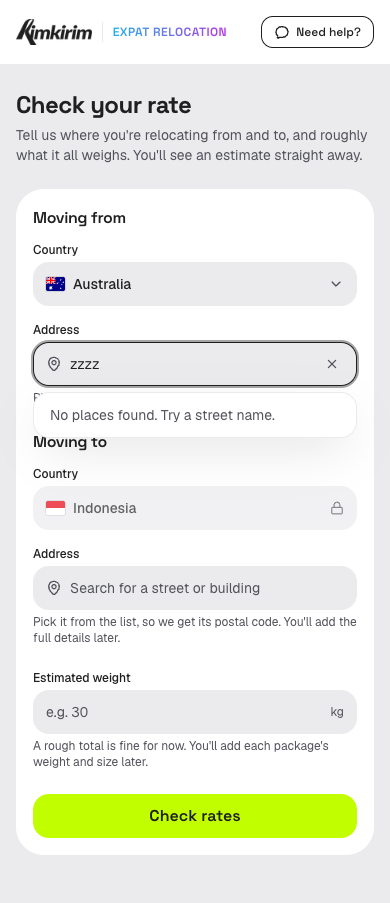 Kimkirim
EXPAT RELOCATION
Need help?
Check your rate
Tell us where you're relocating from and to, and roughly
what it all weighs. You'll see an estimate straight away.
Moving from
Country
Australia
Address
zzzz
No places found. Try a street name.
Moving to
Country
Indonesia
Address
Search for a street or building
Pick it from the list, so we get its postal code. You'll add the
full details later.
Estimated weight
e.g. 30
kg
A rough total is fine for now. You'll add each package's
weight and size later.
Check rates